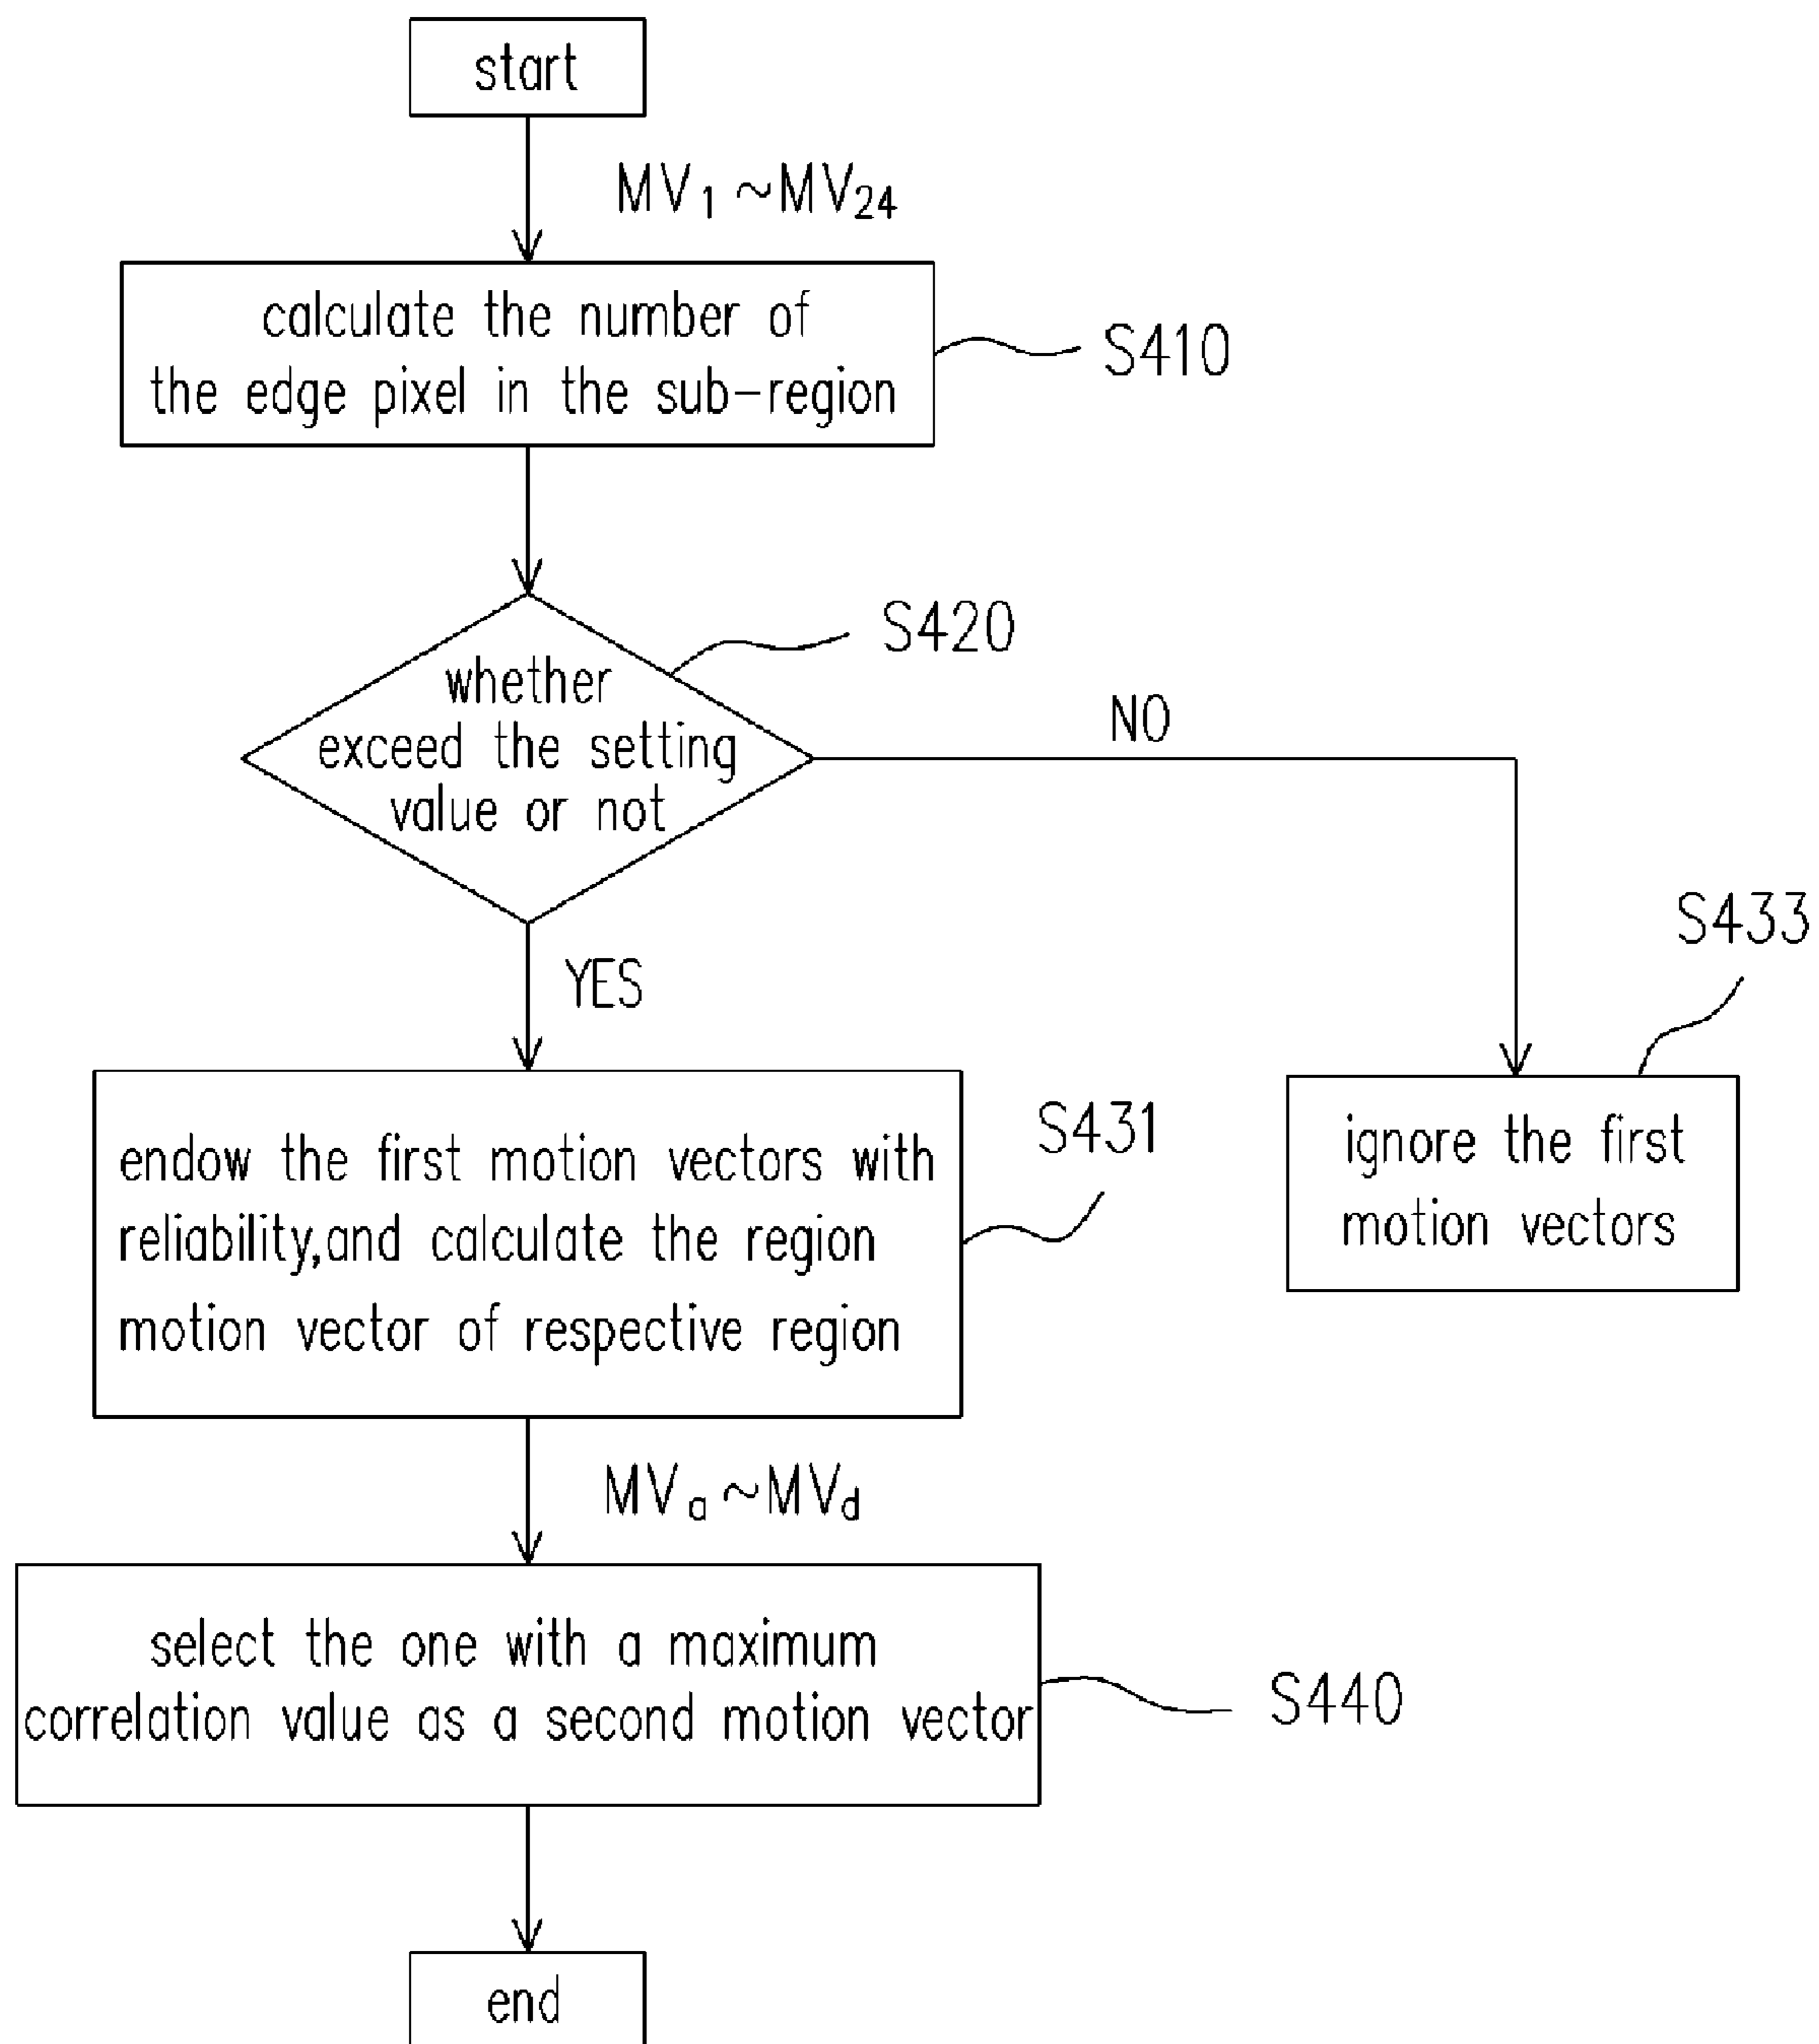 start
MV₁~MV₂₄
calculate the number of
the edge pixel in the sub-region
S410
S420
whether
exceed the setting
value or not
NO
YES
S433
ignore the first
motion vectors
S431
endow the first motion vectors with
reliability,and calculate the region
motion vector of respective region
MVₐ~MV_d
select the one with a maximum
correlation value as a second motion vector
S440
end